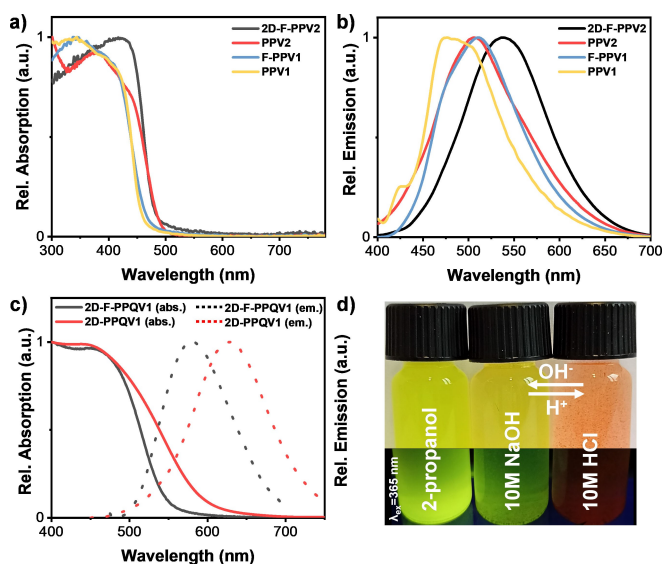 a)
2D-F-PPV2
PPV2
F-PPV1
PPV1
Rel. Absorption (a.u.)
1
0
300 400 500 600 700
Wavelength (nm)
b)
2D-F-PPV2
PPV2
F-PPV1
PPV1
Rel. Emission (a.u.)
1
0
400 450 500 550 600 650 700
Wavelength (nm)
c)
2D-F-PPQV1 (abs.) 2D-F-PPQV1 (em.)
2D-PPQV1 (abs.) 2D-PPQV1 (em.)
Rel. Absorption (a.u.)
Rel. Emission (a.u.)
1
0
400 500 600 700
Wavelength (nm)
d)
OH-
H+
λex=365 nm
2-propanol
10M NaOH
10M HCl